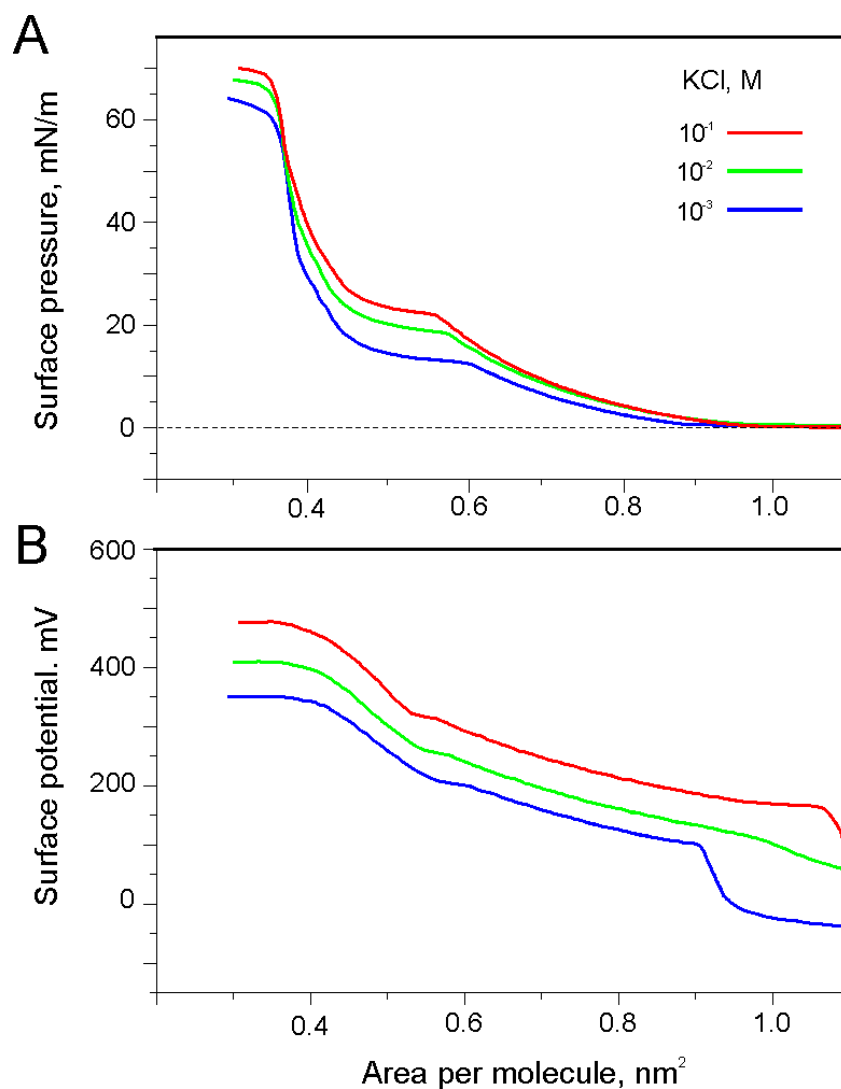 A
Surface pressure, mN/m
60
40
20
0
KCl, M
10⁻¹
10⁻²
10⁻³
0.4 0.6 0.8 1.0
B
Surface potential. mV
600
400
200
0
0.4 0.6 0.8 1.0
Area per molecule, nm²